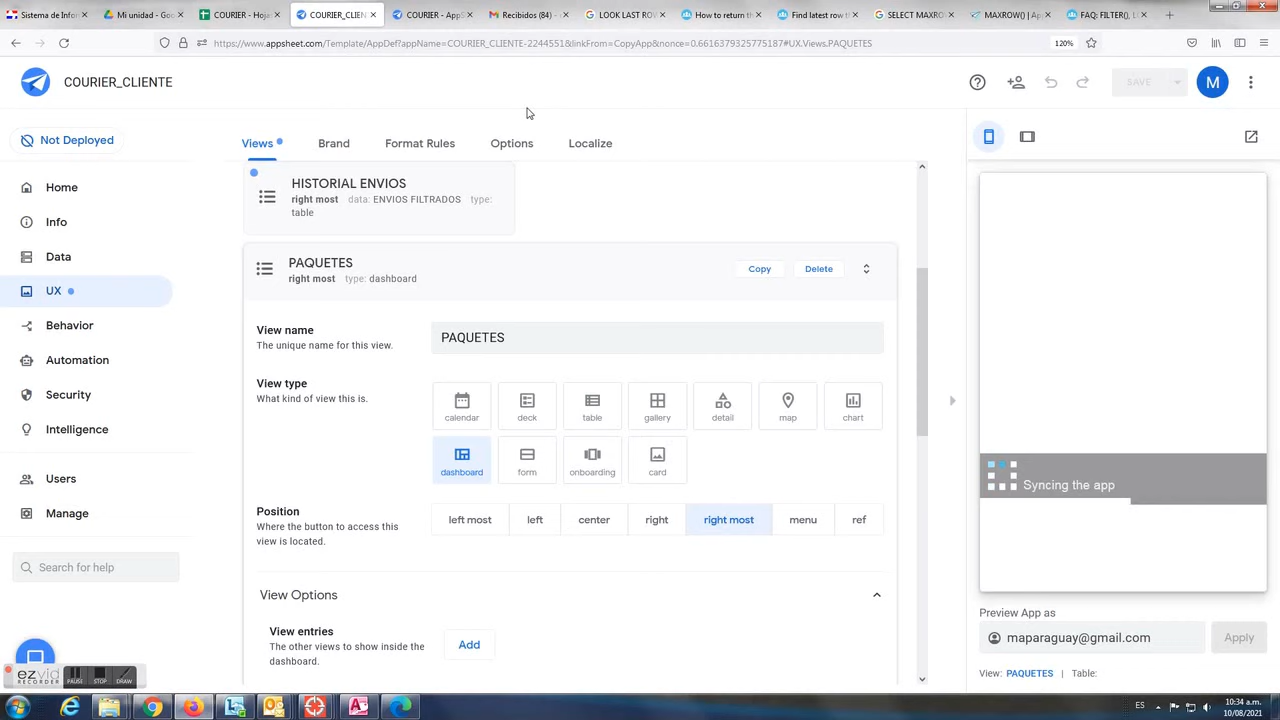 Sistema de Infor
Mi unidad - Goo
COURIER - Hoja
COURIER_CLIEN
COURIER - Apps
Recibidos
LOOK LAST RO
How to return th
Find latest row th
SELECT MAXRO
MAXROW() | Ap
FAQ: FILTER(), L
https://www.appsheet.com/Template/AppDef?appName=COURIER_CLIENTE-2244551&linkFrom=CopyApp&nonce=0.6616379325775187#UX.Views.PAQUETES
120%
COURIER_CLIENTE
SAVE
M
Not Deployed
Views
Brand
Format Rules
Options
Localize
Home
Info
Data
UX
Behavior
Automation
Security
Intelligence
Users
Manage
Search for help
HISTORIAL ENVIOS
right most data: ENVIOS FILTRADOS type:
table
PAQUETES
right most type: dashboard
Copy
Delete
View name
The unique name for this view.
PAQUETES
View type
What kind of view this is.
calendar
deck
table
gallery
detail
map
chart
dashboard
form
onboarding
card
Position
Where the button to access this
view is located.
left most
left
center
right
right most
menu
ref
View Options
View entries
The other views to show inside the
dashboard.
Add
Syncing the app
Preview App as
maparaguay@gmail.com
Apply
View: PAQUETES | Table:
ezvid
RECORDER
PAUSE
STOP
DRAW
ES
10:34 a.m.
10/08/2021